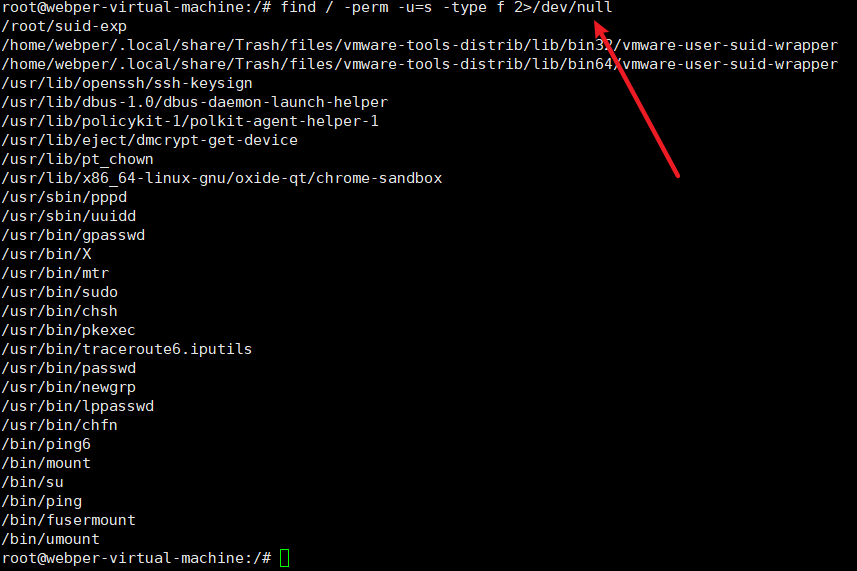 root@webper-virtual-machine:/# find / -perm -u=s -type f 2>/dev/null
/root/suid-exp
/home/webper/.local/share/Trash/files/vmware-tools-distrib/lib/bin32/vmware-user-suid-wrapper
/home/webper/.local/share/Trash/files/vmware-tools-distrib/lib/bin64/vmware-user-suid-wrapper
/usr/lib/openssh/ssh-keysign
/usr/lib/dbus-1.0/dbus-daemon-launch-helper
/usr/lib/policykit-1/polkit-agent-helper-1
/usr/lib/eject/dmcrypt-get-device
/usr/lib/pt_chown
/usr/lib/x86_64-linux-gnu/oxide-qt/chrome-sandbox
/usr/sbin/pppd
/usr/sbin/uuidd
/usr/bin/gpasswd
/usr/bin/X
/usr/bin/mtr
/usr/bin/sudo
/usr/bin/chsh
/usr/bin/pkexec
/usr/bin/traceroute6.iputils
/usr/bin/passwd
/usr/bin/newgrp
/usr/bin/lppasswd
/usr/bin/chfn
/bin/ping6
/bin/mount
/bin/su
/bin/ping
/bin/fusermount
/bin/umount
root@webper-virtual-machine:/#